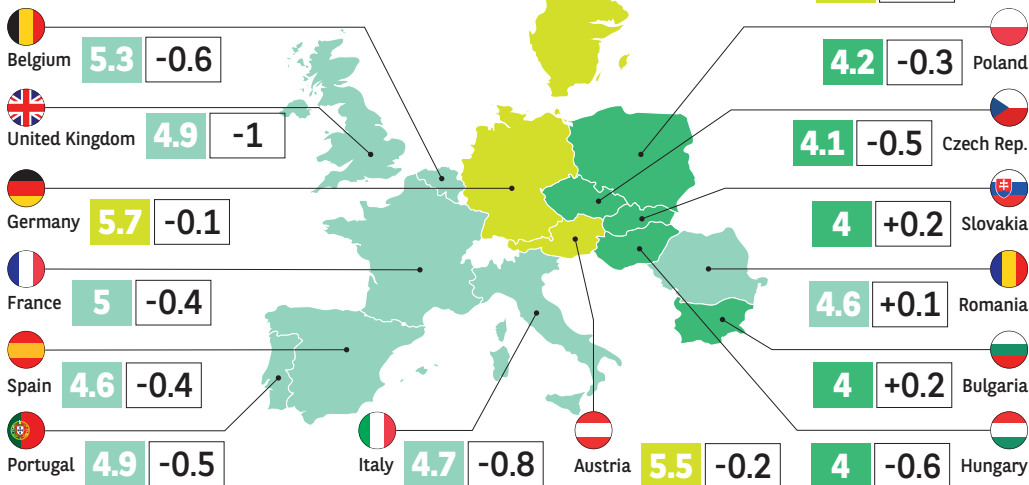 Belgium 5.3 -0.6
United Kingdom 4.9 -1
Germany 5.7 -0.1
France 5 -0.4
Spain 4.6 -0.4
Portugal 4.9 -0.5
Italy 4.7 -0.8
Austria 5.5 -0.2
4.2 -0.3 Poland
4.1 -0.5 Czech Rep.
4 +0.2 Slovakia
4.6 +0.1 Romania
4 +0.2 Bulgaria
4 -0.6 Hungary